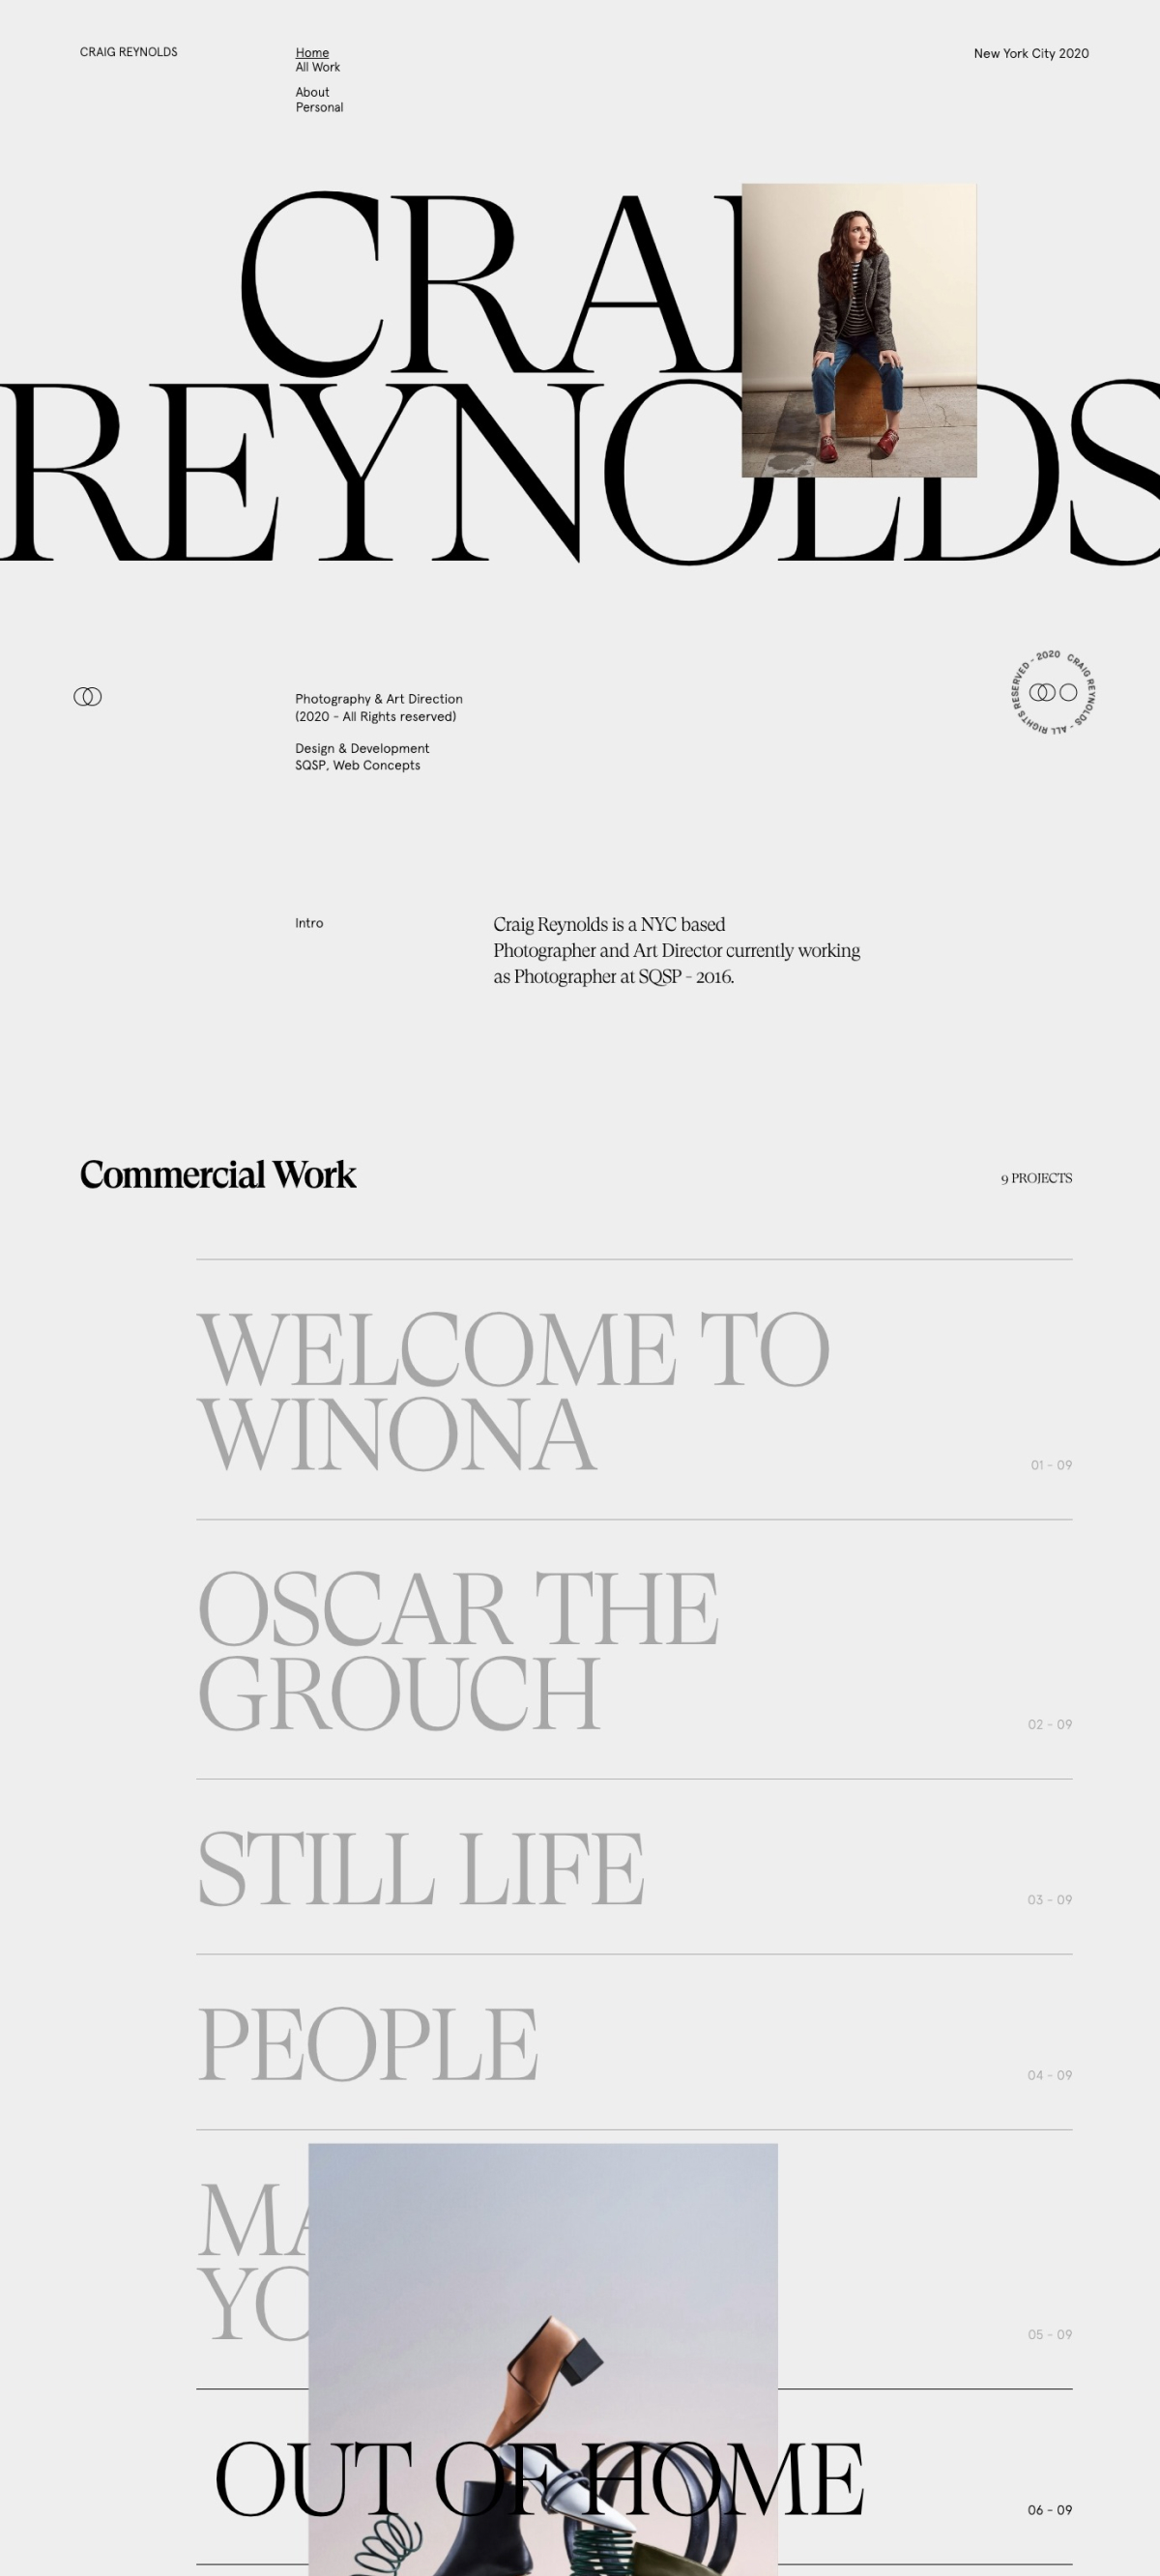 CRAIG REYNOLDS
Home
All Work
About
Personal
New York City 2020
CRAI
REYNOLDS
Photography & Art Direction
(2020 - All Rights reserved)
Design & Development
SQSP, Web Concepts
CRAIG REYNOLDS - ALL RIGHTS RESERVED - 2020
Intro
Craig Reynolds is a NYC based
Photographer and Art Director currently working
as Photographer at SQSP - 2016.
Commercial Work
9 PROJECTS
WELCOME TO
WINONA
01 - 09
OSCAR THE
GROUCH
02 - 09
STILL LIFE
03 - 09
PEOPLE
04 - 09
05 - 09
OUT OF HOME
06 - 09